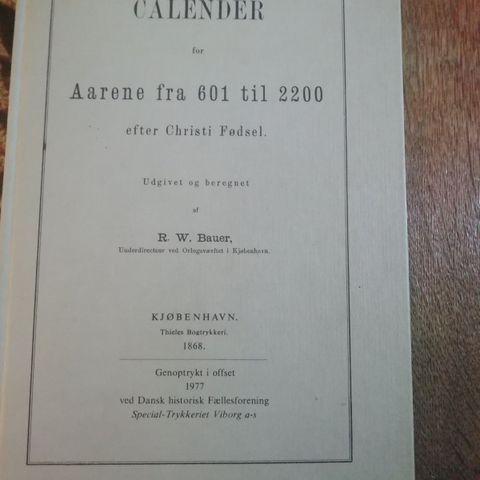 CALENDER
for
Aarene fra 601 til 2200
efter Christi Fødsel.
Udgivet og beregnet
af
R. W. Bauer,
Underdirecteur ved Orlogsværftet i Kjøbenhavn.
KJØBENHAVN.
Thieles Bogtrykkeri.
1868.
Genoptrykt i offset
1977
ved Dansk historisk Fællesforening
Special-Trykkeriet Viborg a-s